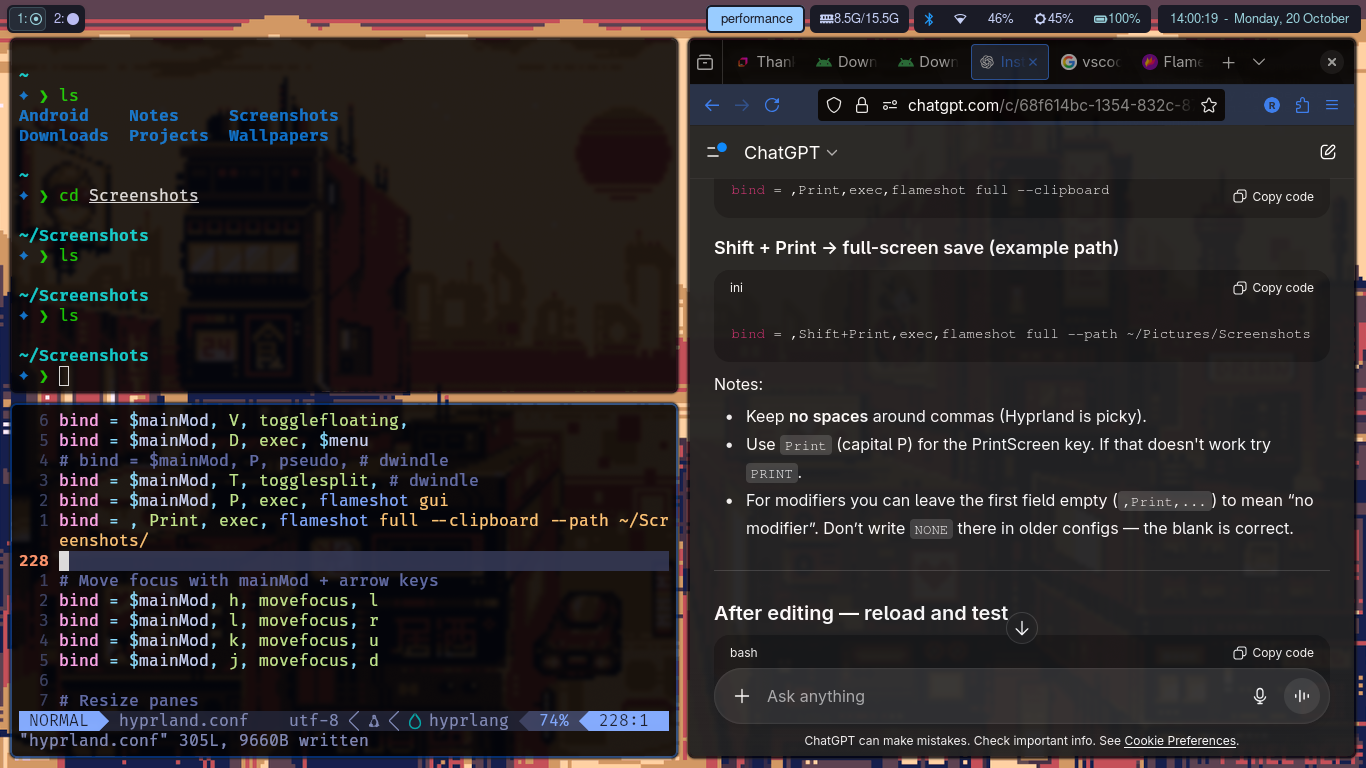 1: 2:
performance
8.5G/15.5G
46% 45% 100%
14:00:19 - Monday, 20 October
~
❯ ls
Android Notes Screenshots
Downloads Projects Wallpapers
~
❯ cd Screenshots
~/Screenshots
❯ ls
~/Screenshots
❯ ls
~/Screenshots
❯
6 bind = $mainMod, V, togglefloating,
5 bind = $mainMod, D, exec, $menu
4 # bind = $mainMod, P, pseudo, # dwindle
3 bind = $mainMod, T, togglesplit, # dwindle
2 bind = $mainMod, P, exec, flameshot gui
1 bind = , Print, exec, flameshot full --clipboard --path ~/Scr
eenshots/
228
1 # Move focus with mainMod + arrow keys
2 bind = $mainMod, h, movefocus, l
3 bind = $mainMod, l, movefocus, r
4 bind = $mainMod, k, movefocus, u
5 bind = $mainMod, j, movefocus, d
6
7 # Resize panes
NORMAL hyprland.conf utf-8 hyprlang 74% 228:1
"hyprland.conf" 305L, 9660B written
Than Down Down Ins vscoc Flame
chatgpt.com/c/68f614bc-1354-832c-8
R
ChatGPT
bind = ,Print,exec,flameshot full --clipboard
Copy code
Shift + Print → full-screen save (example path)
ini Copy code
bind = ,Shift+Print,exec,flameshot full --path ~/Pictures/Screenshots
Notes:
• Keep no spaces around commas (Hyprland is picky).
• Use Print (capital P) for the PrintScreen key. If that doesn't work try
PRINT.
• For modifiers you can leave the first field empty (,Print,...) to mean “no
modifier”. Don’t write NONE there in older configs — the blank is correct.
After editing — reload and test
bash Copy code
Ask anything
ChatGPT can make mistakes. Check important info. See Cookie Preferences.